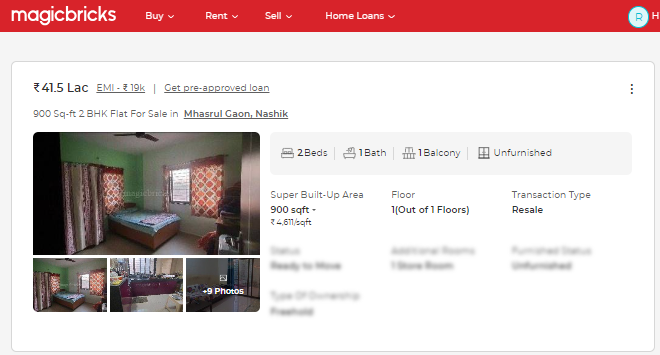 magicbricks
Buy
Rent
Sell
Home Loans
R
H
₹41.5 Lac EMI - ₹ 19k | Get pre-approved loan
900 Sq-ft 2 BHK Flat For Sale in Mhasrul Gaon, Nashik
magicbricks
2 Beds
1 Bath
1 Balcony
Unfurnished
Super Built-Up Area
900 sqft
₹ 4,611/sqft
Floor
1(Out of 1 Floors)
Transaction Type
Resale
Status
Ready to Move
Additional Rooms
1 Store Room
Furnished Status
Unfurnished
Type Of Ownership
Freehold
+9 Photos